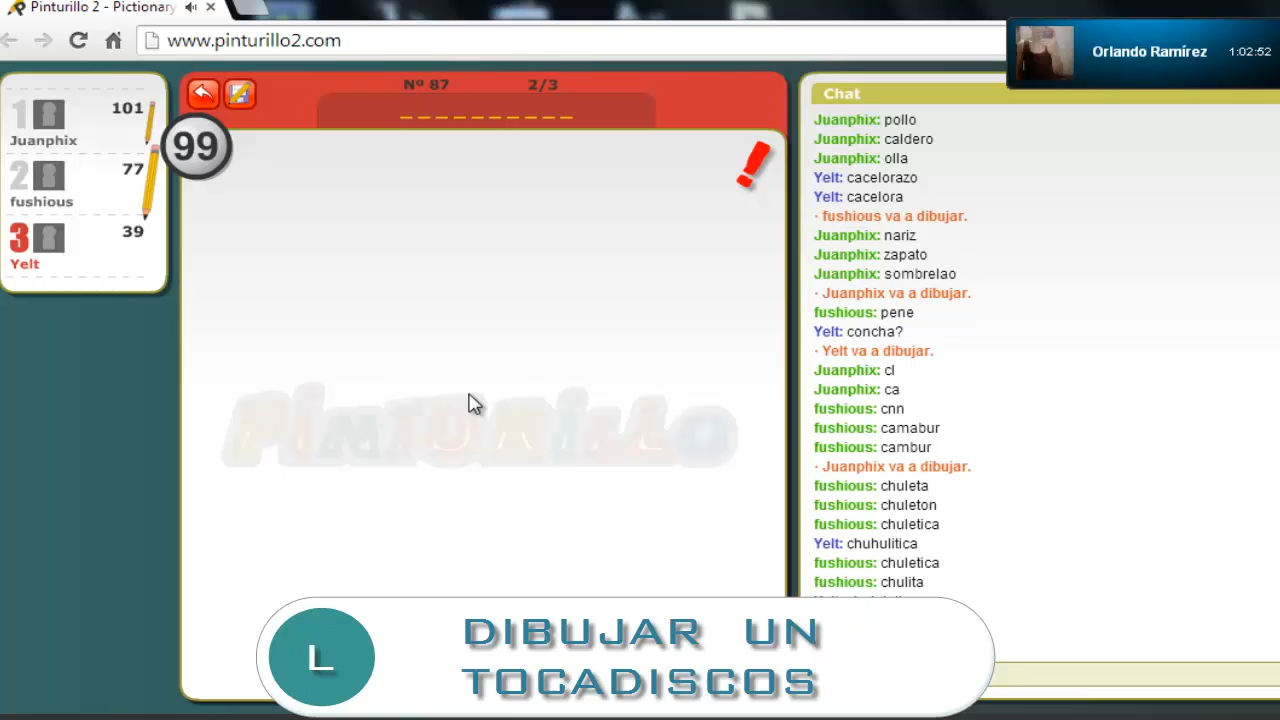 Pinturillo 2 - Pictionary
www.pinturillo2.com
Orlando Ramírez 1:02:52
1 Juanphix 101
2 fushious 77
3 Yelt 39
99
Nº 87 2/3
_ _ _ _ _ _ _ _ _ _
!
PINTURILLO
Chat
Juanphix: pollo
Juanphix: caldero
Juanphix: olla
Yelt: cacelorazo
Yelt: cacelora
· fushious va a dibujar.
Juanphix: nariz
Juanphix: zapato
Juanphix: sombrelao
· Juanphix va a dibujar.
fushious: pene
Yelt: concha?
· Yelt va a dibujar.
Juanphix: cl
Juanphix: ca
fushious: cnn
fushious: camabur
fushious: cambur
· Juanphix va a dibujar.
fushious: chuleta
fushious: chuleton
fushious: chuletica
Yelt: chuhulitica
fushious: chuletica
fushious: chulita
L
DIBUJAR UN
TOCADISCOS